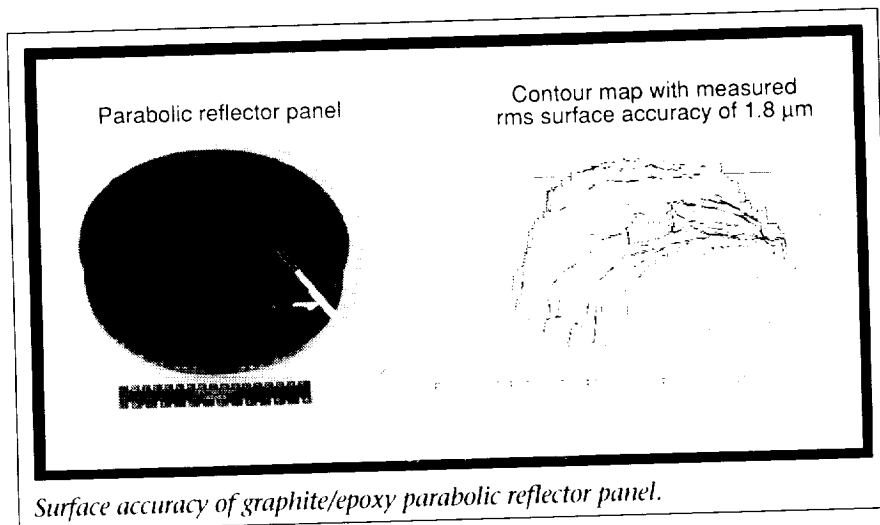 Parabolic reflector panel
Contour map with measured
rms surface accuracy of 1.8 μm
Surface accuracy of graphite/epoxy parabolic reflector panel.